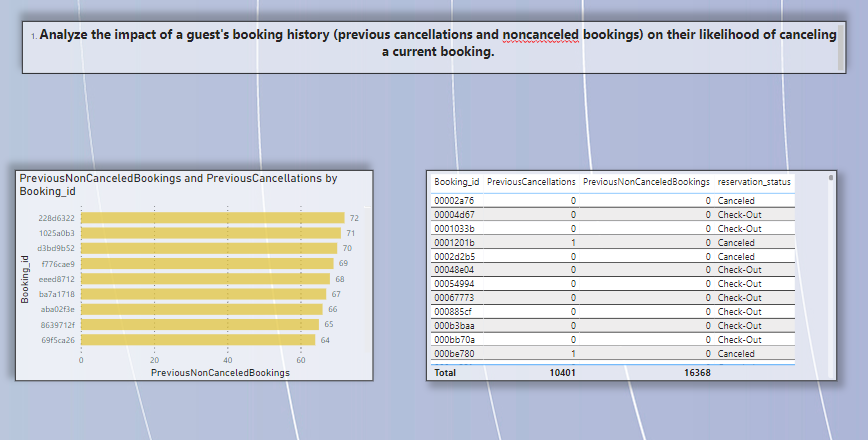 1. Analyze the impact of a guest's booking history (previous cancellations and noncanceled bookings) on their likelihood of canceling
a current booking.
PreviousNonCanceledBookings and PreviousCancellations by
Booking_id
Booking_id
228d6322 72
1025a0b3 71
d3bd9b52 70
f776cae9 69
eeed8712 68
ba7a1718 67
aba02f3e 66
8639712f 65
69f5ca26 64
0 20 40 60
PreviousNonCanceledBookings
Booking_id PreviousCancellations PreviousNonCanceledBookings reservation_status
00002a76 0 0 Canceled
00004d67 0 0 Check-Out
0001033b 0 0 Check-Out
0001201b 1 0 Canceled
0002d2b5 0 0 Canceled
00048e04 0 0 Check-Out
00054994 0 0 Check-Out
00067773 0 0 Check-Out
000885cf 0 0 Check-Out
000b3baa 0 0 Check-Out
000bb70a 0 0 Check-Out
000be780 1 0 Canceled
Total 10401 16368